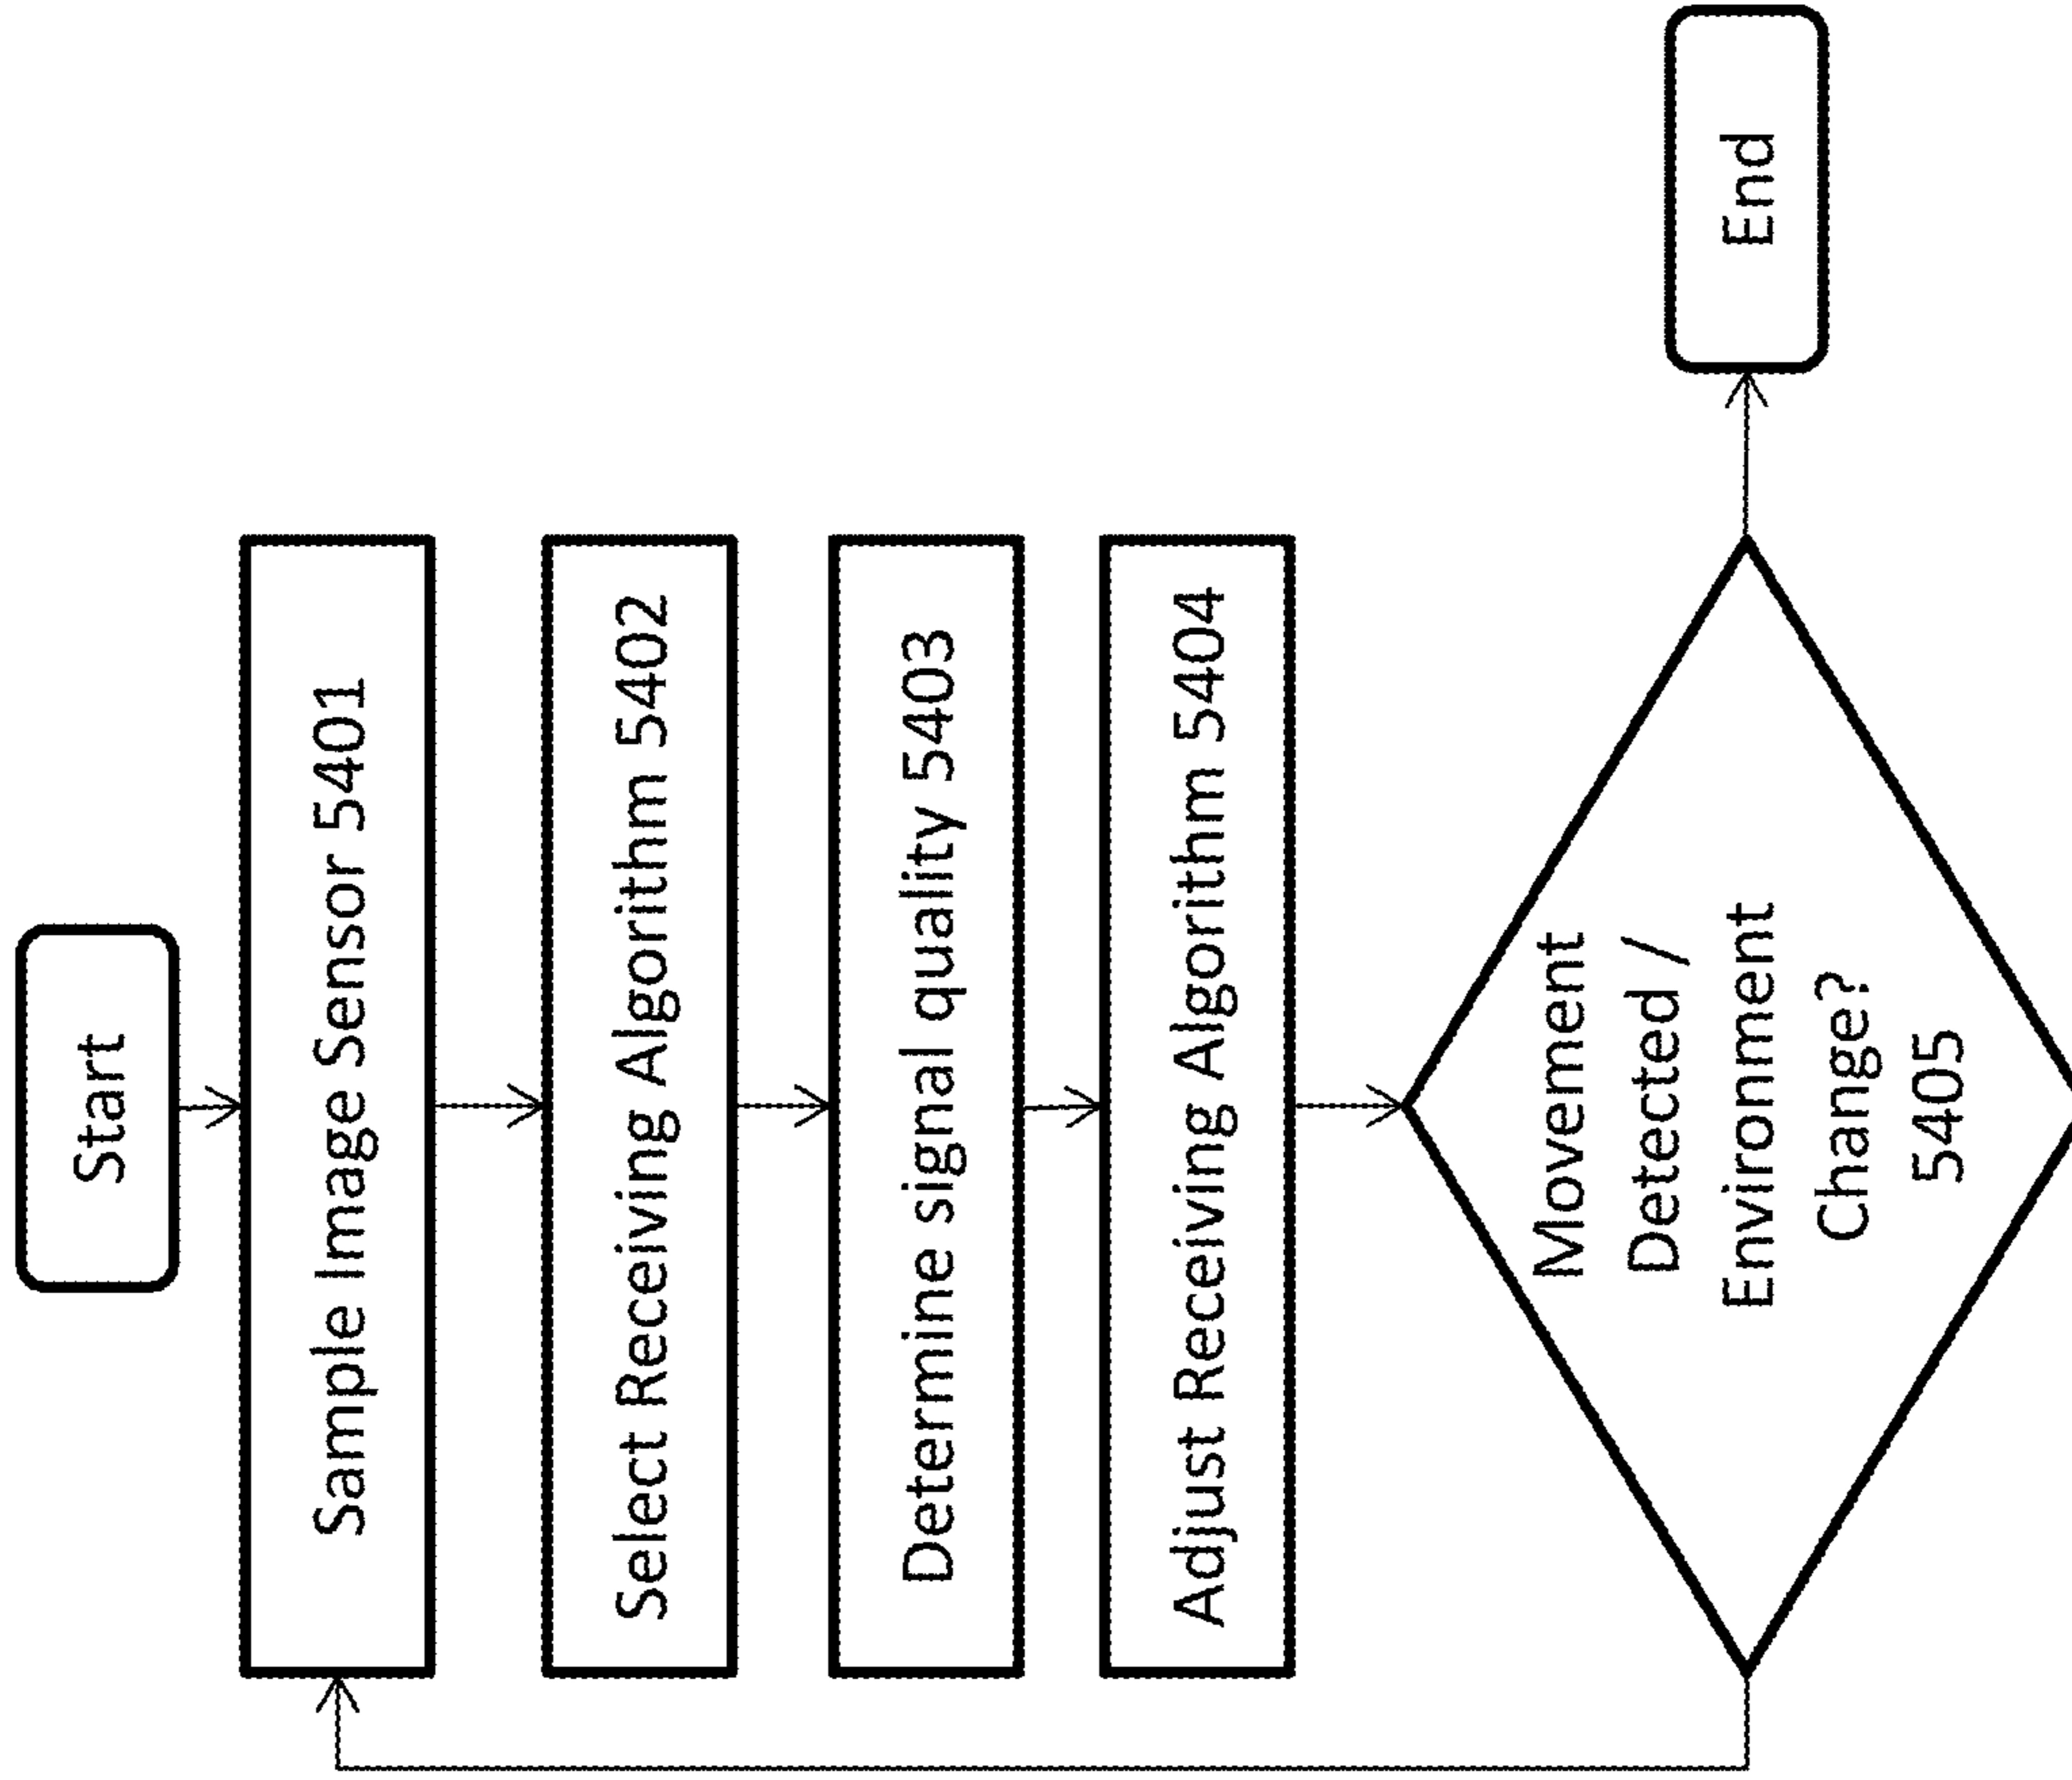 Start
Sample Image Sensor 5401
Select Receiving Algorithm 5402
Determine signal quality 5403
Adjust Receiving Algorithm 5404
Movement
Detected /
Environment
Change?
5405
End